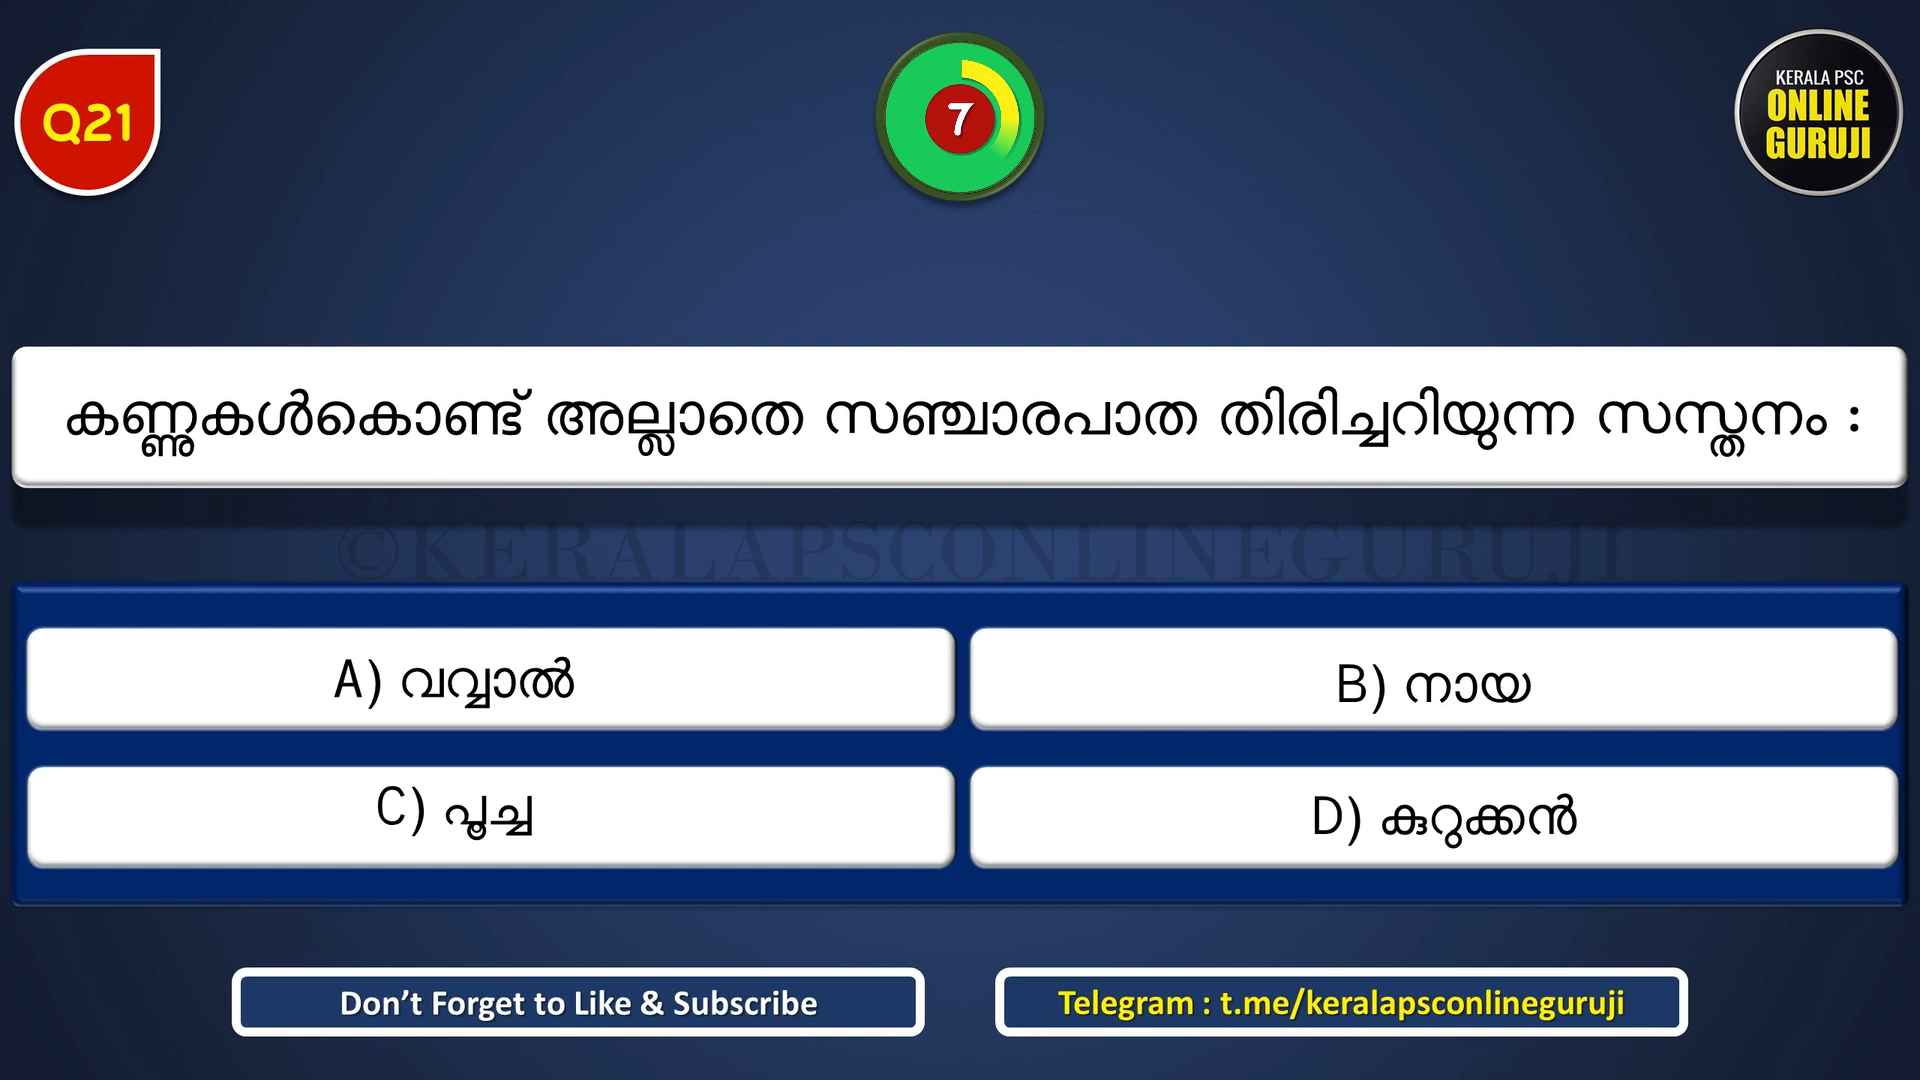 Q21
7
KERALA PSC
ONLINE
GURUJI
കണ്ണുകൾകൊണ്ട് അല്ലാതെ സഞ്ചാരപാത തിരിച്ചറിയുന്ന സസ്തനം :
©KERALAPSCONLINEGURUJI
A) വവ്വാൽ
B) നായ
C) പൂച്ച
D) കുറുക്കൻ
Don’t Forget to Like & Subscribe
Telegram : t.me/keralapsconlineguruji